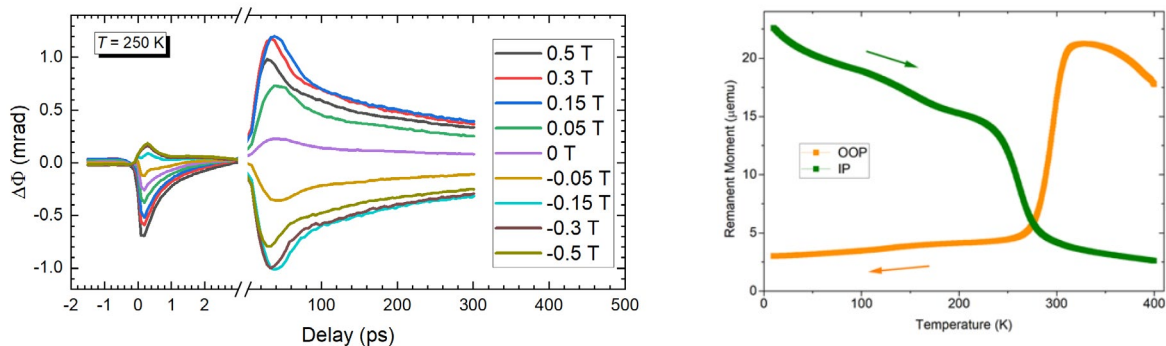 T = 250 K
0.5 T
0.3 T
0.15 T
0.05 T
0 T
-0.05 T
-0.15 T
-0.3 T
-0.5 T
1.0
0.5
0.0
-0.5
-1.0
ΔΦ (mrad)
-2 -1 0 1 2 100 200 300 400 500
Delay (ps)
20
15
10
5
0
Remanent Moment (μemu)
OOP
IP
0 100 200 300 400
Temperature (K)